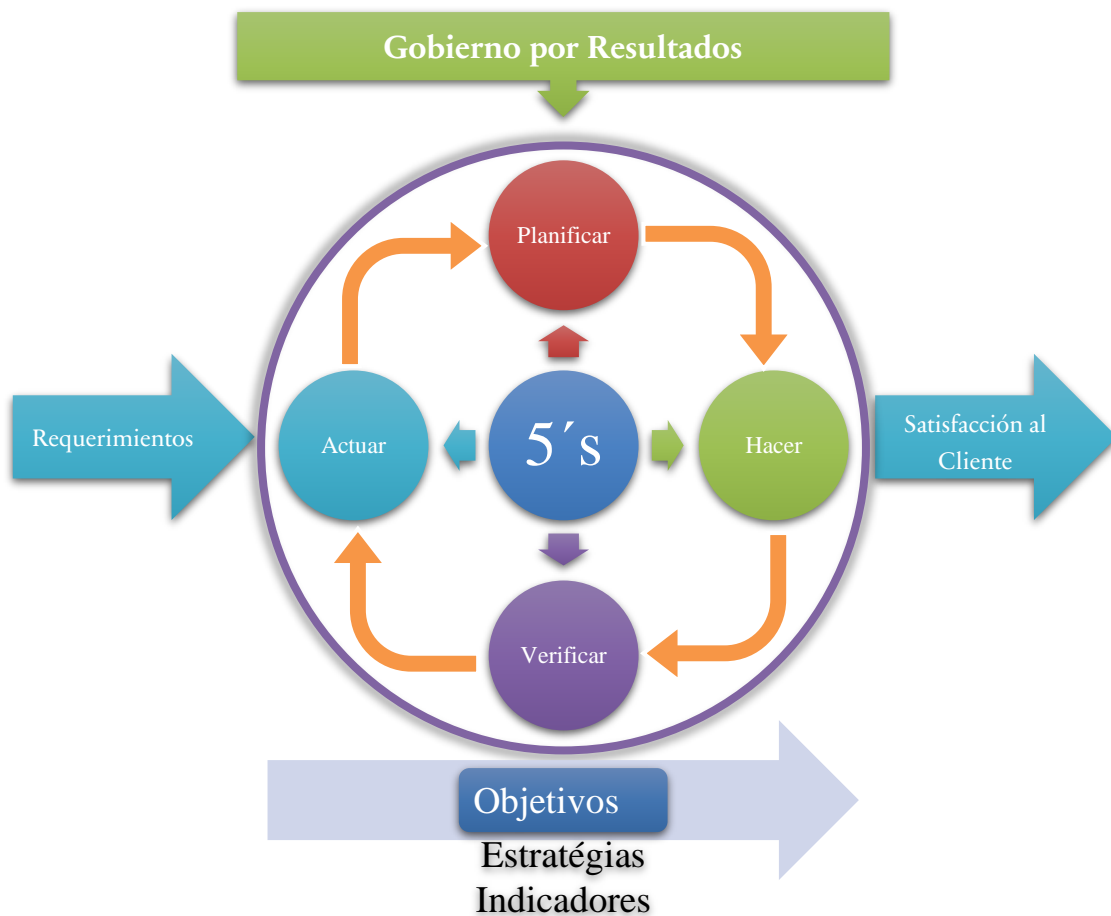 Gobierno por Resultados
Planificar
Requerimientos
Actuar
5´s
Hacer
Satisfacción al
Cliente
Verificar
Objetivos
Estratégias
Indicadores